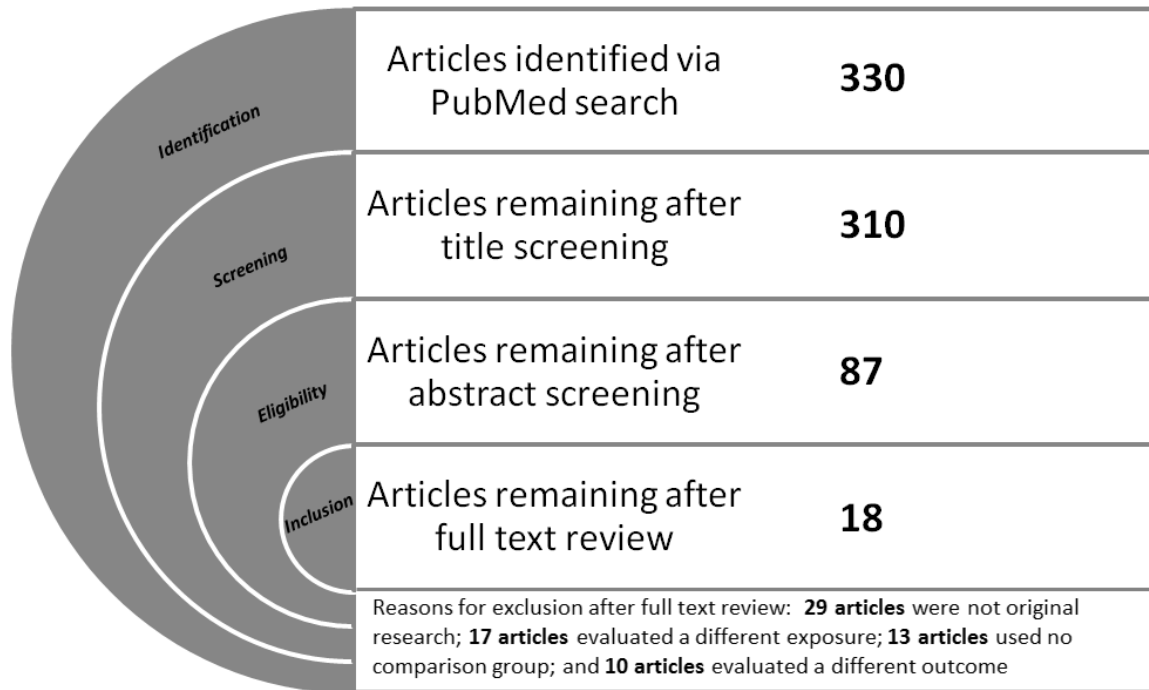 Identification
Articles identified via
PubMed search
330
Screening
Articles remaining after
title screening
310
Eligibility
Articles remaining after
abstract screening
87
Inclusion
Articles remaining after
full text review
18
Reasons for exclusion after full text review: 29 articles were not original
research; 17 articles evaluated a different exposure; 13 articles used no
comparison group; and 10 articles evaluated a different outcome